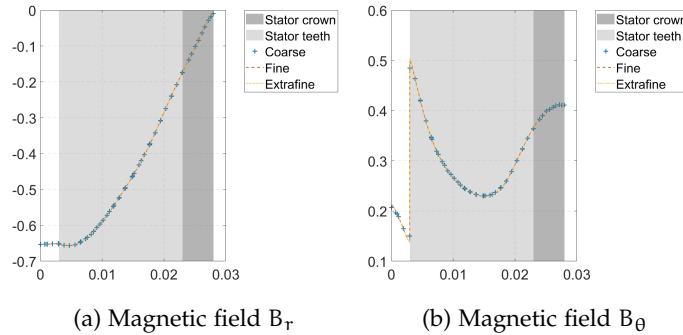 -0
-0.1
-0.2
-0.3
-0.4
-0.5
-0.6
-0.7
0
0.01
0.02
0.03
Stator crown
Stator teeth
Coarse
Fine
Extrafine
(a) Magnetic field Br
0.6
0.5
0.4
0.3
0.2
0.1
0
0.01
0.02
0.03
Stator crown
Stator teeth
Coarse
Fine
Extrafine
(b) Magnetic field Bθ